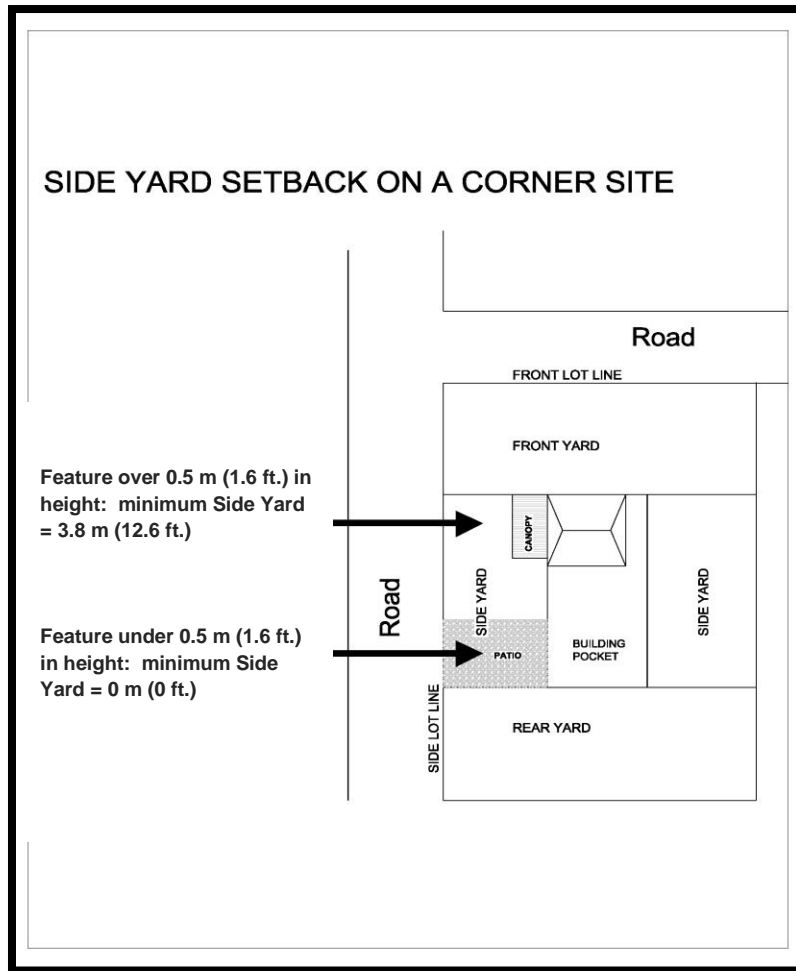 SIDE YARD SETBACK ON A CORNER SITE
Road
FRONT LOT LINE
FRONT YARD
Feature over 0.5 m (1.6 ft.) in
height:  minimum Side Yard
= 3.8 m (12.6 ft.)
CANOPY
SIDE YARD
SIDE YARD
Road
Feature under 0.5 m (1.6 ft.)
in height:  minimum Side
Yard = 0 m (0 ft.)
BUILDING
POCKET
PATIO
SIDE LOT LINE
REAR YARD